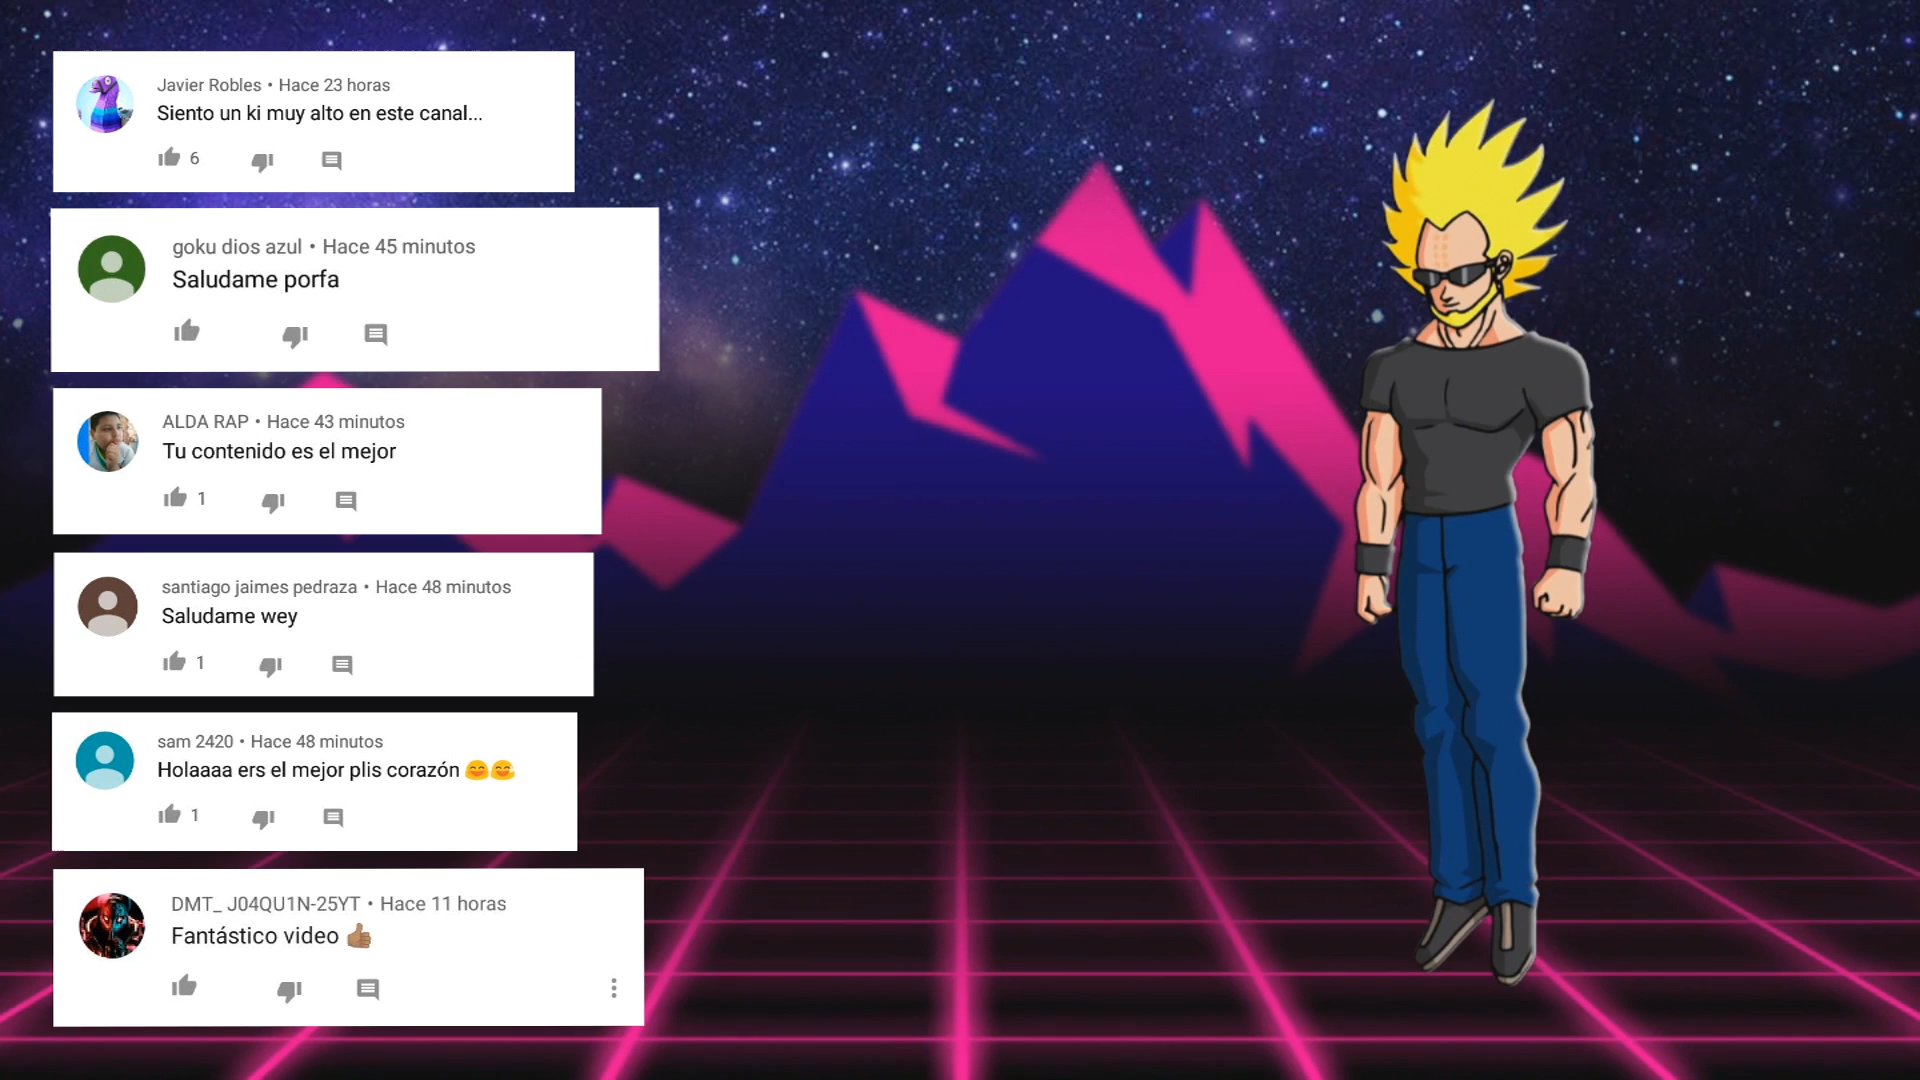 Javier Robles • Hace 23 horas
Siento un ki muy alto en este canal...
6
goku dios azul • Hace 45 minutos
Saludame porfa
ALDA RAP • Hace 43 minutos
Tu contenido es el mejor
1
santiago jaimes pedraza • Hace 48 minutos
Saludame wey
1
sam 2420 • Hace 48 minutos
Holaaaa ers el mejor plis corazón 🤗🤗
1
DMT_ J04QU1N-25YT • Hace 11 horas
Fantástico video 👍🏽